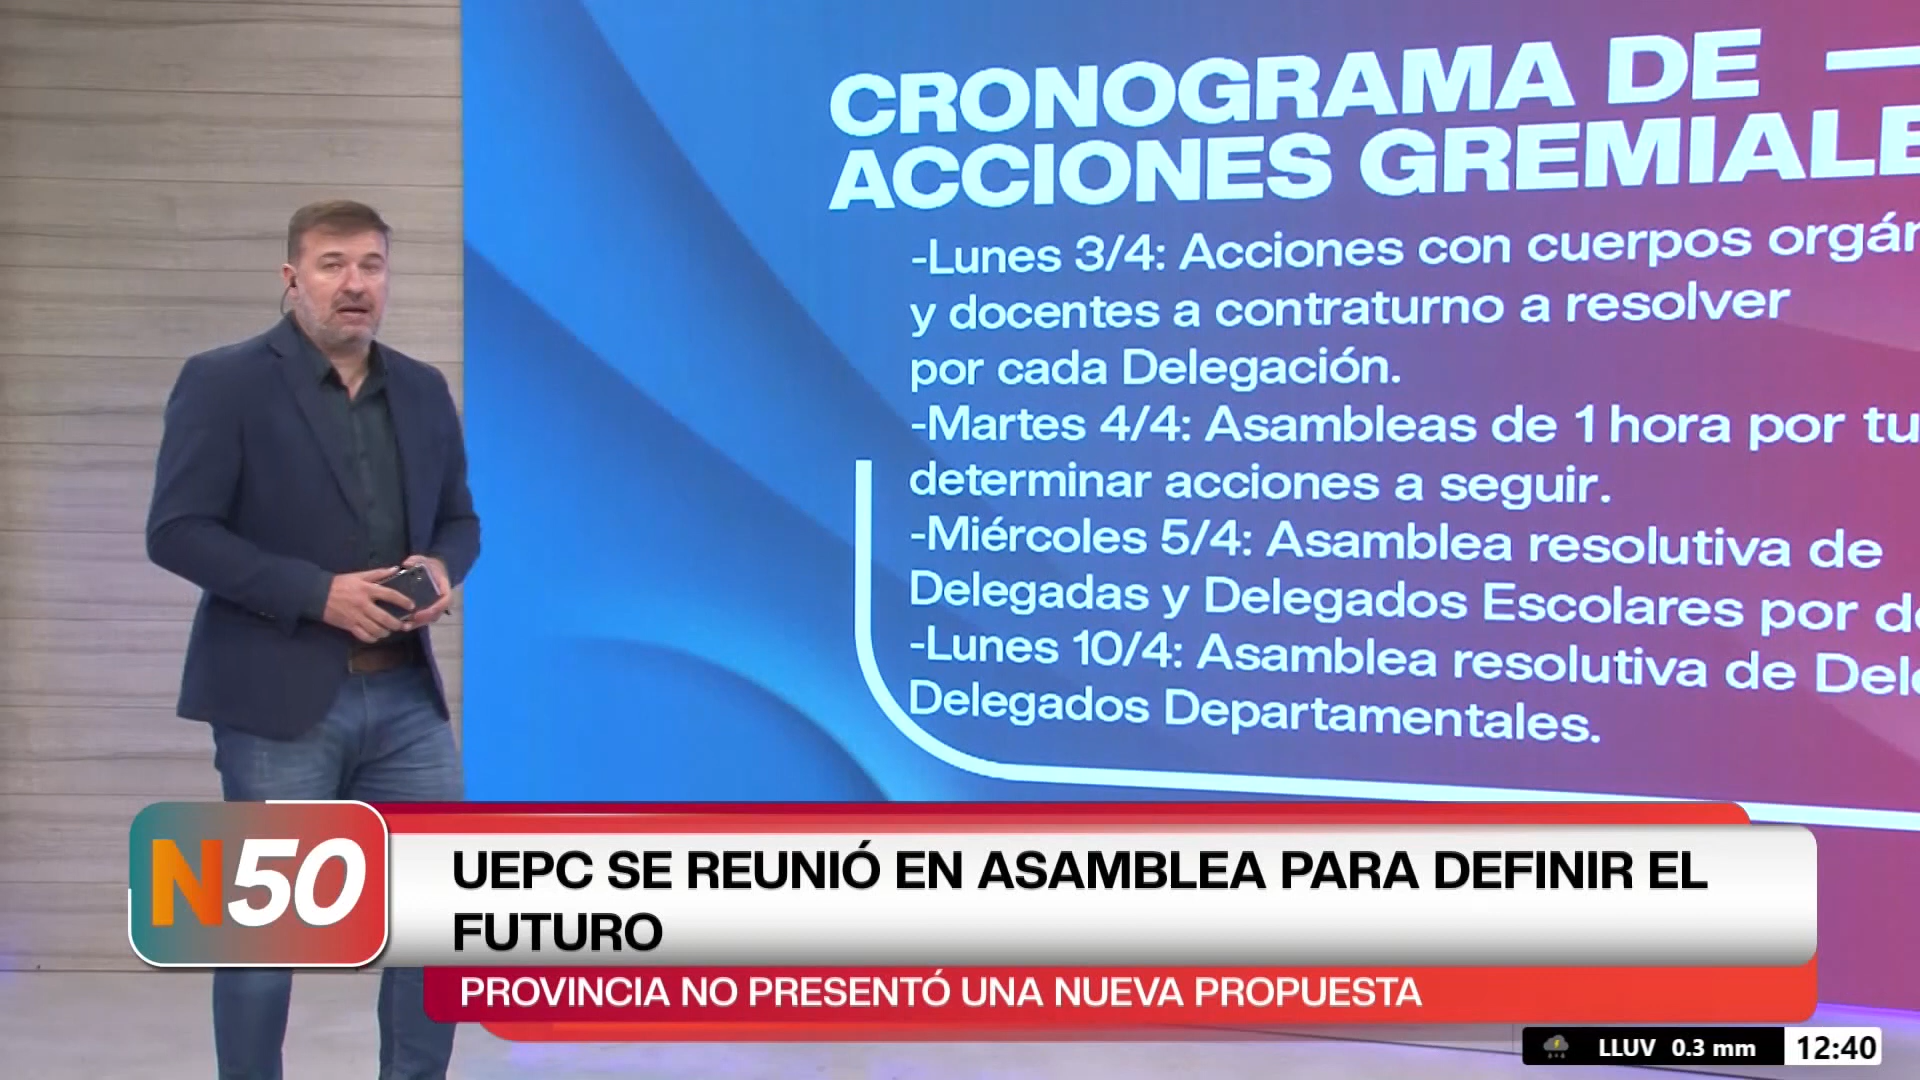 CRONOGRAMA DE
ACCIONES GREMIALE
-Lunes 3/4: Acciones con cuerpos orgán
y docentes a contraturno a resolver
por cada Delegación.
-Martes 4/4: Asambleas de 1 hora por tu
determinar acciones a seguir.
-Miércoles 5/4: Asamblea resolutiva de
Delegadas y Delegados Escolares por de
-Lunes 10/4: Asamblea resolutiva de Dele
Delegados Departamentales.
N50
UEPC SE REUNIÓ EN ASAMBLEA PARA DEFINIR EL
FUTURO
PROVINCIA NO PRESENTÓ UNA NUEVA PROPUESTA
LLUV 0.3 mm 12:40